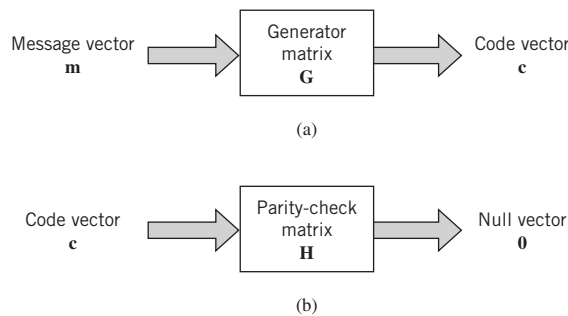 Message vector
m
Generator
matrix
G
Code vector
c
(a)
Code vector
c
Parity-check
matrix
H
Null vector
0
(b)